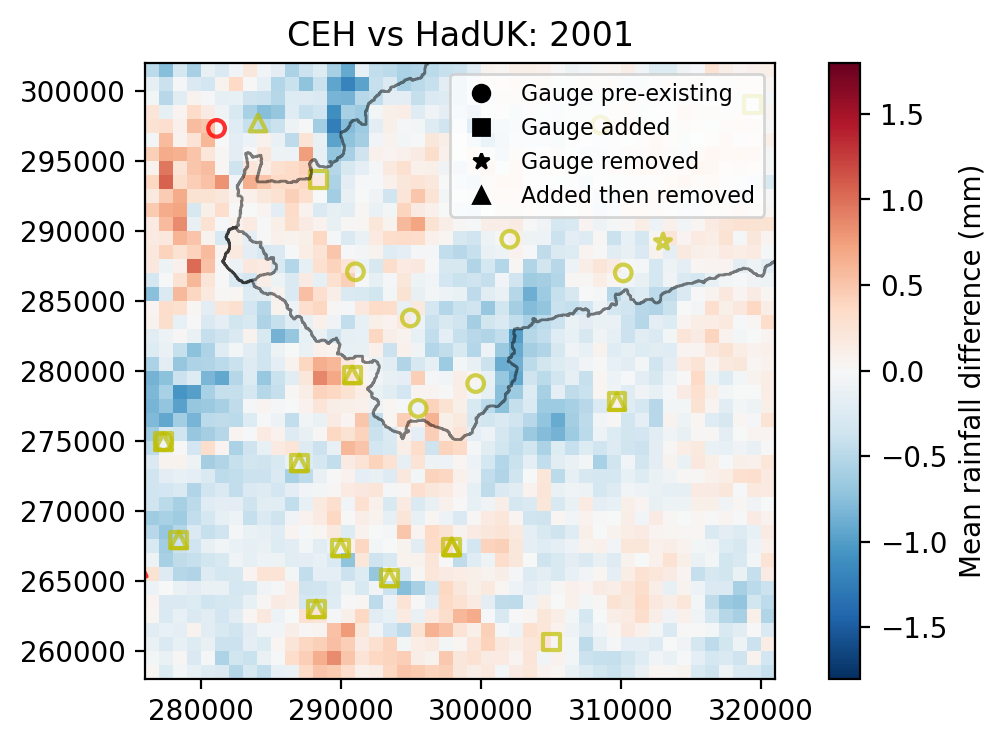 CEH vs HadUK: 2001
300000
295000
290000
285000
280000
275000
270000
265000
260000
280000 290000 300000 310000 320000
Gauge pre-existing
Gauge added
Gauge removed
Added then removed
1.5
1.0
0.5
0.0
−0.5
−1.0
−1.5
Mean rainfall difference (mm)